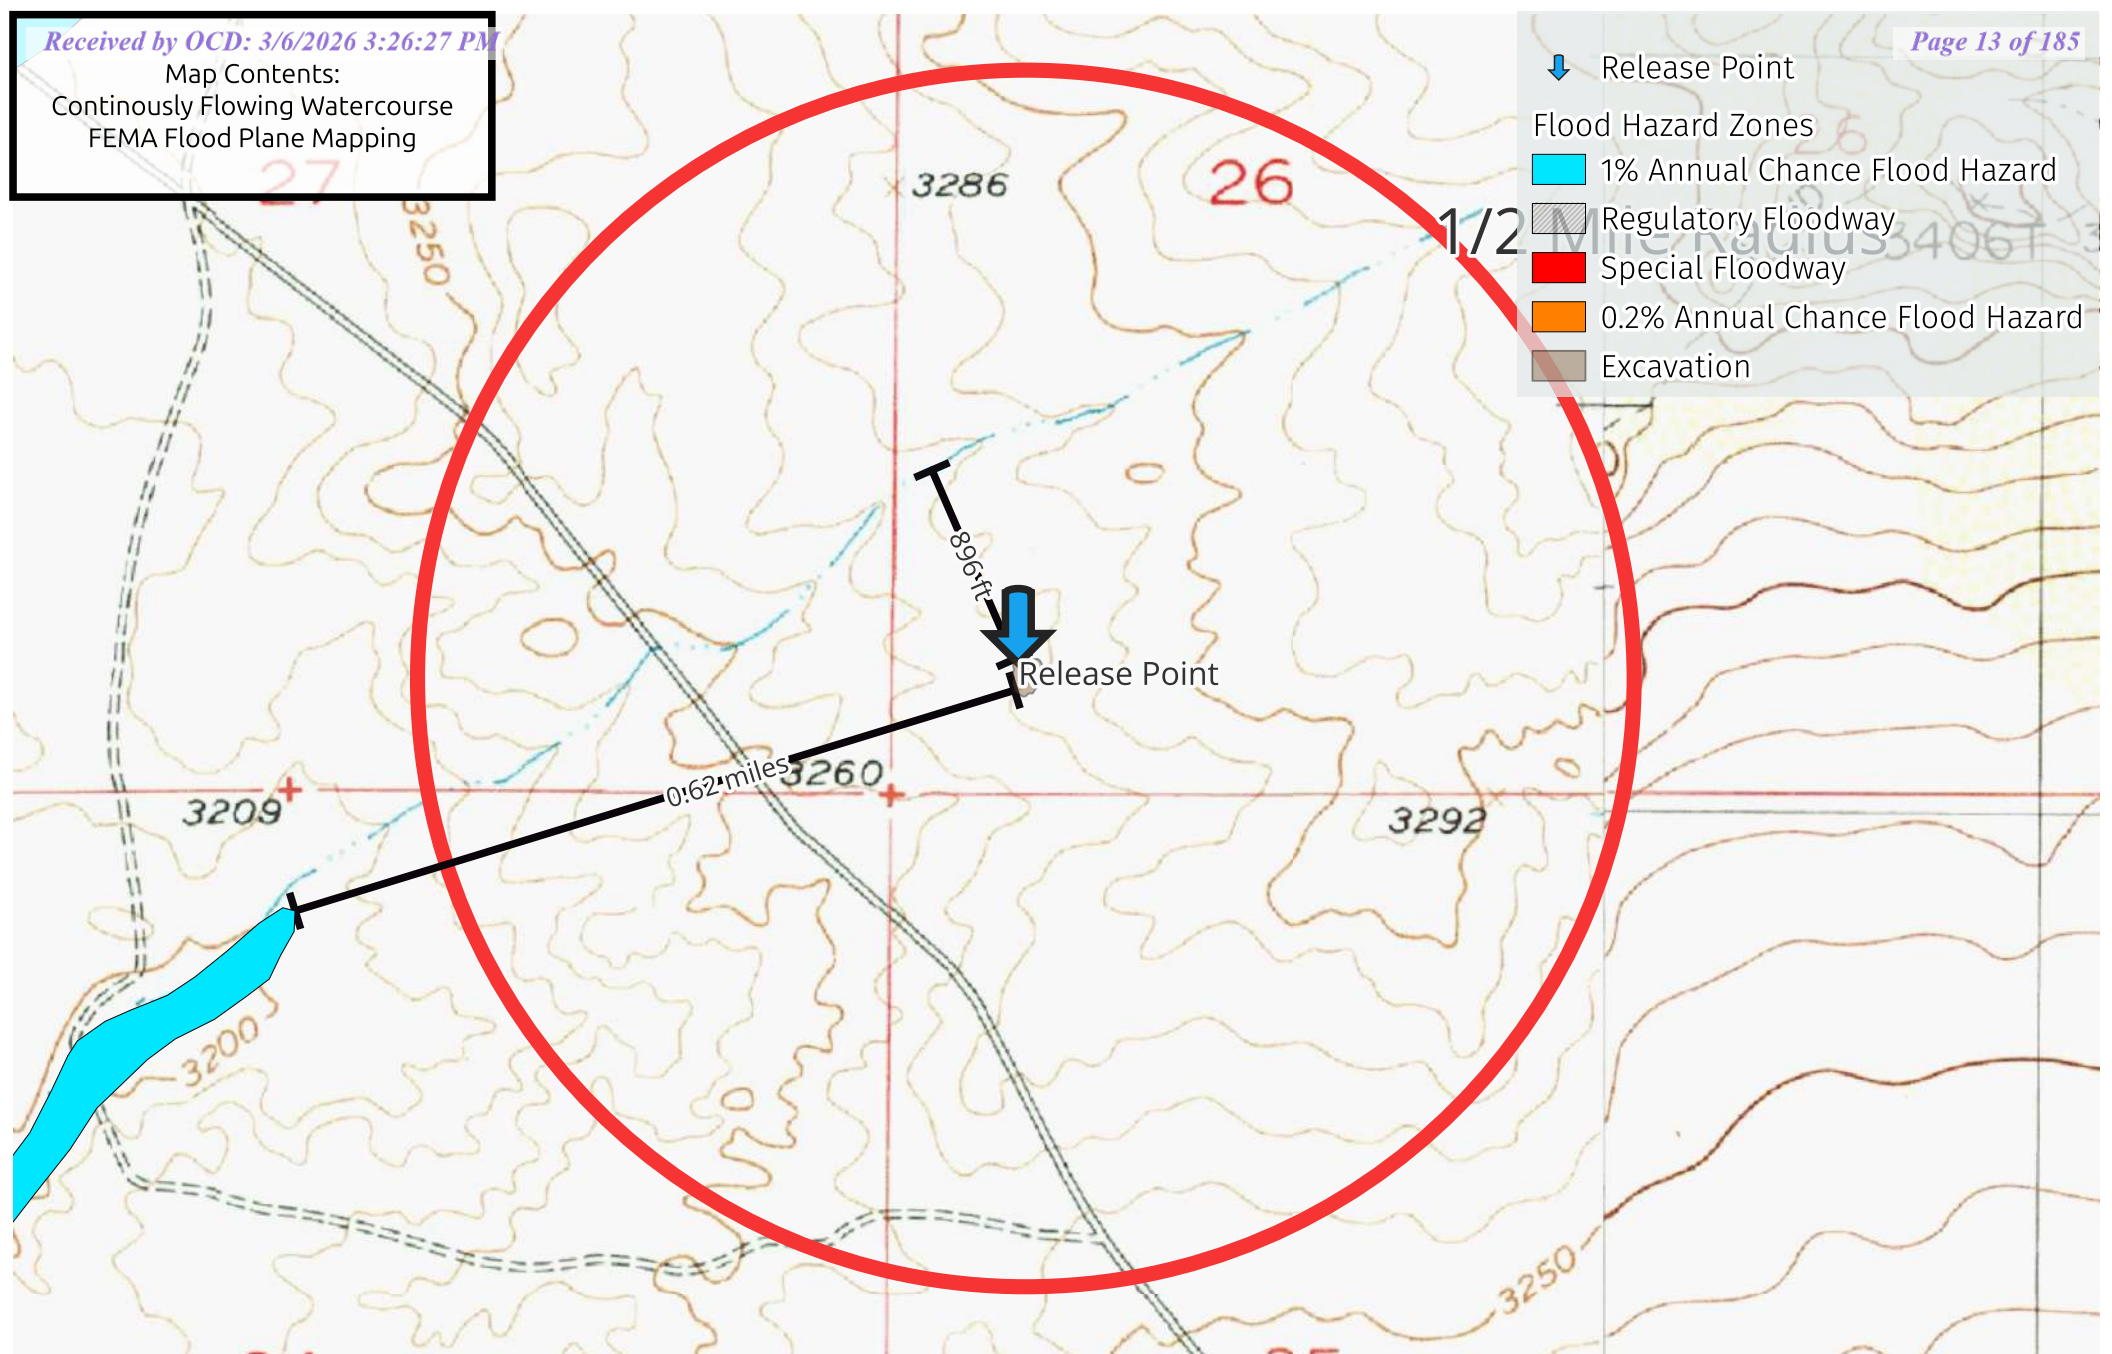 Received by OCD: 3/6/2026 3:26:27 PM
Page 13 of 185
Map Contents:
Continously Flowing Watercourse
FEMA Flood Plane Mapping
Release Point
Flood Hazard Zones
1% Annual Chance Flood Hazard
Regulatory Floodway
Special Floodway
0.2% Annual Chance Flood Hazard
Excavation
27
3250
3286
26
26
1/2 Mile Radius
3406T
896 ft
Release Point
0.62 miles
3260
3209
3292
3200
3250